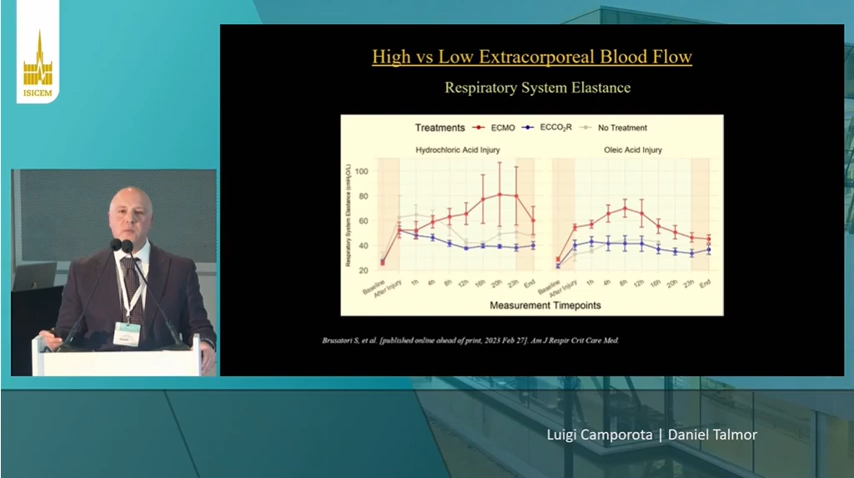 ISICEM
High vs Low Extracorporeal Blood Flow
Respiratory System Elastance
Treatments ECMO ECCO₂R No Treatment
Hydrochloric Acid Injury Oleic Acid Injury
Respiratory System Elastance (cmH₂O/L)
100
80
60
40
20
Baseline After Injury 1h 4h 8h 12h 16h 20h 23h End Baseline After Injury 1h 4h 8h 12h 16h 20h 23h End
Measurement Timepoints
Brusatori S, et al. [published online ahead of print, 2023 Feb 27]. Am J Respir Crit Care Med.
Luigi Camporota | Daniel Talmor